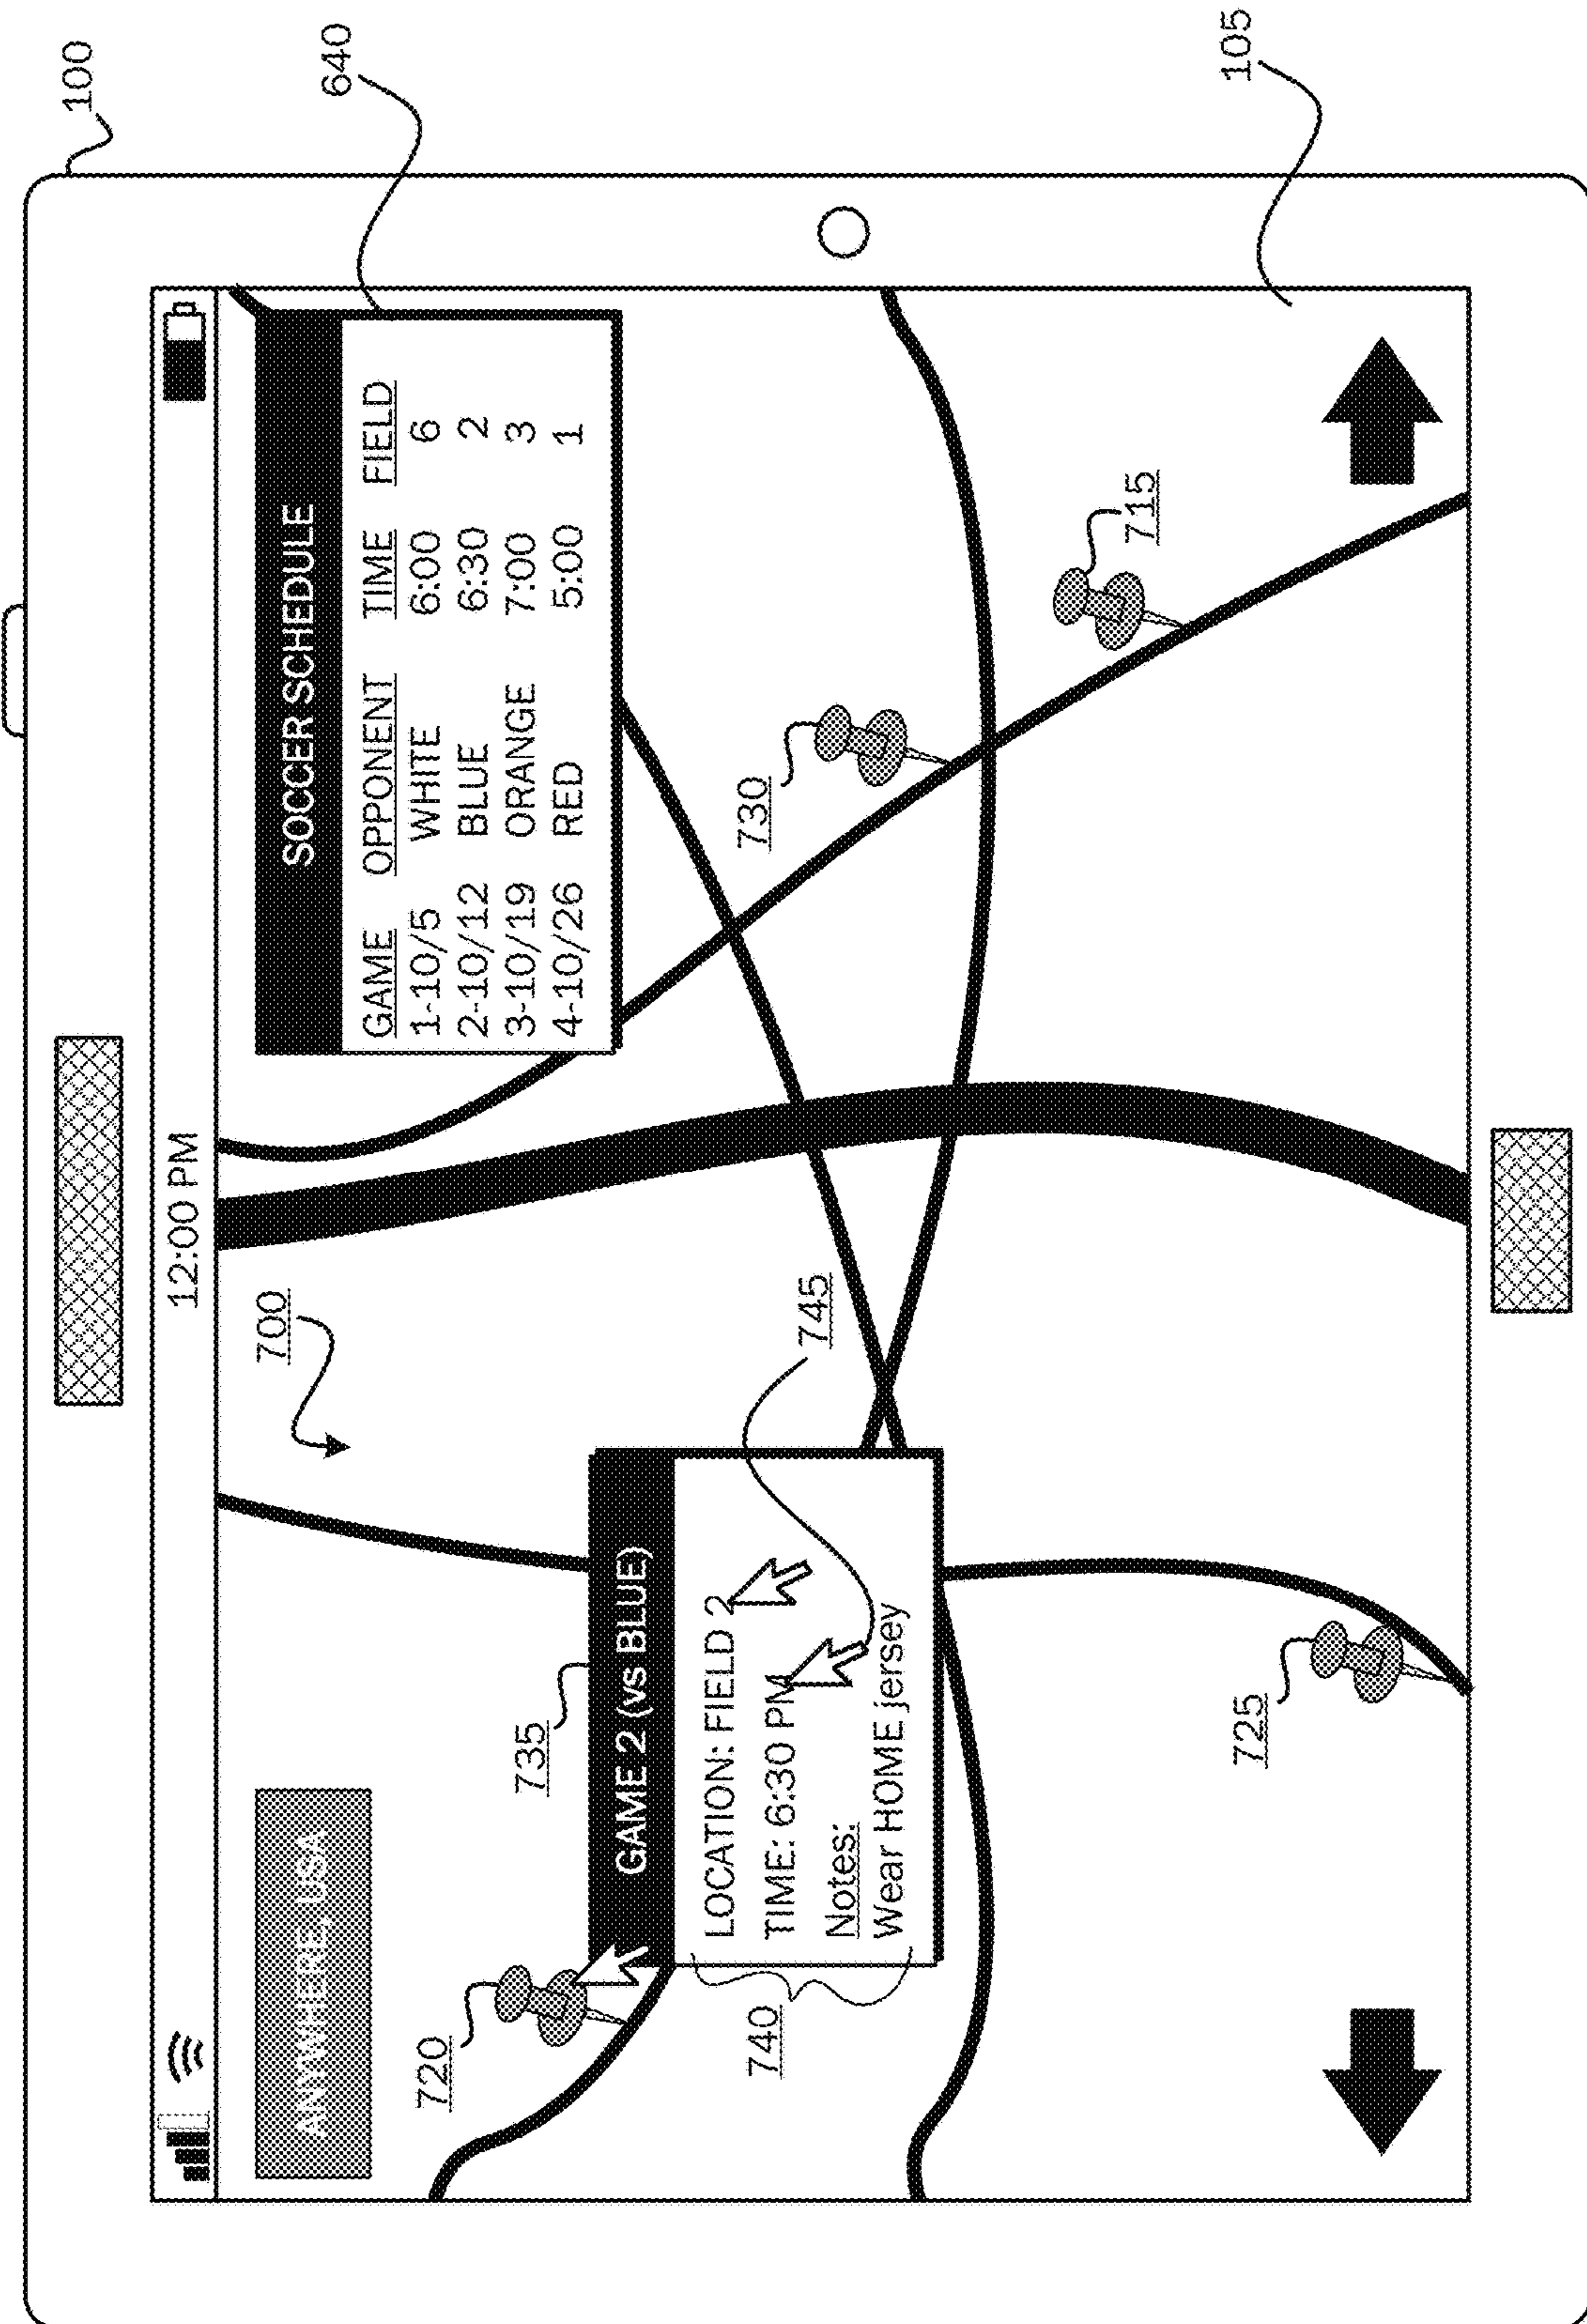 100
640
105
12:00 PM
ANYWHERE, USA
700
SOCCER SCHEDULE
GAME OPPONENT TIME FIELD
1-10/5 WHITE 6:00 6
2-10/12 BLUE 6:30 2
3-10/19 ORANGE 7:00 3
4-10/26 RED 5:00 1
720
735
GAME 2 (vs BLUE)
LOCATION: FIELD 2
TIME: 6:30 PM
Notes:
Wear HOME jersey
740
745
730
715
725